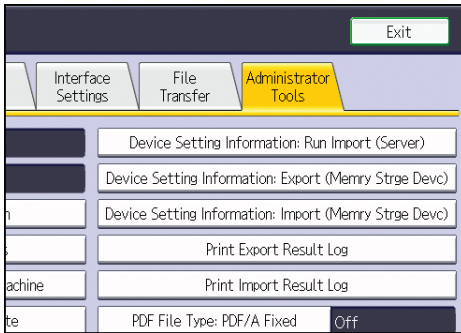 Exit
Interface
Settings
File
Transfer
Administrator
Tools
Device Setting Information: Run Import (Server)
Device Setting Information: Export (Memry Strge Devc)
Device Setting Information: Import (Memry Strge Devc)
Print Export Result Log
achine
Print Import Result Log
te
PDF File Type: PDF/A Fixed
Off